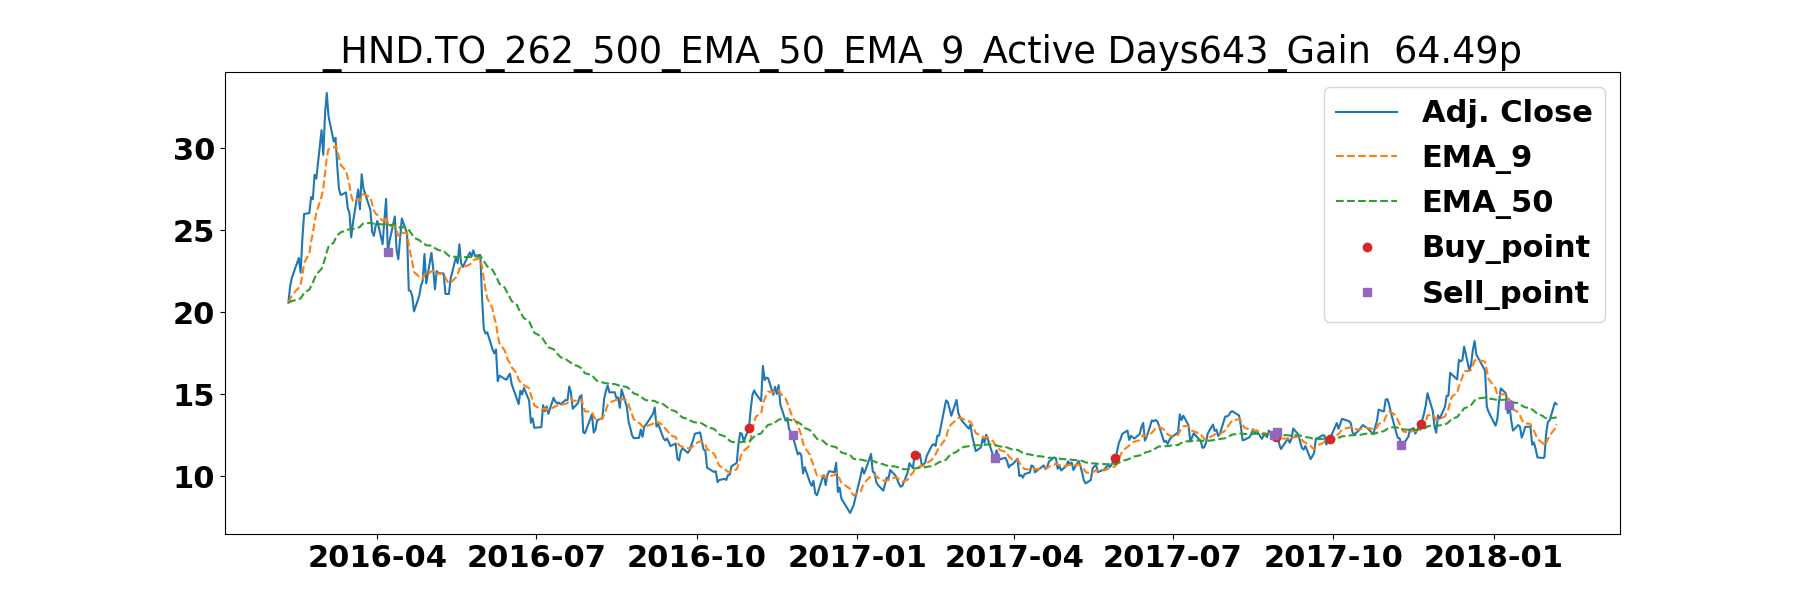 _HND.TO_262_500_EMA_50_EMA_9_Active Days643_Gain  64.49p
Adj. Close
EMA_9
EMA_50
Buy_point
Sell_point
30
25
20
15
10
2016-04
2016-07
2016-10
2017-01
2017-04
2017-07
2017-10
2018-01